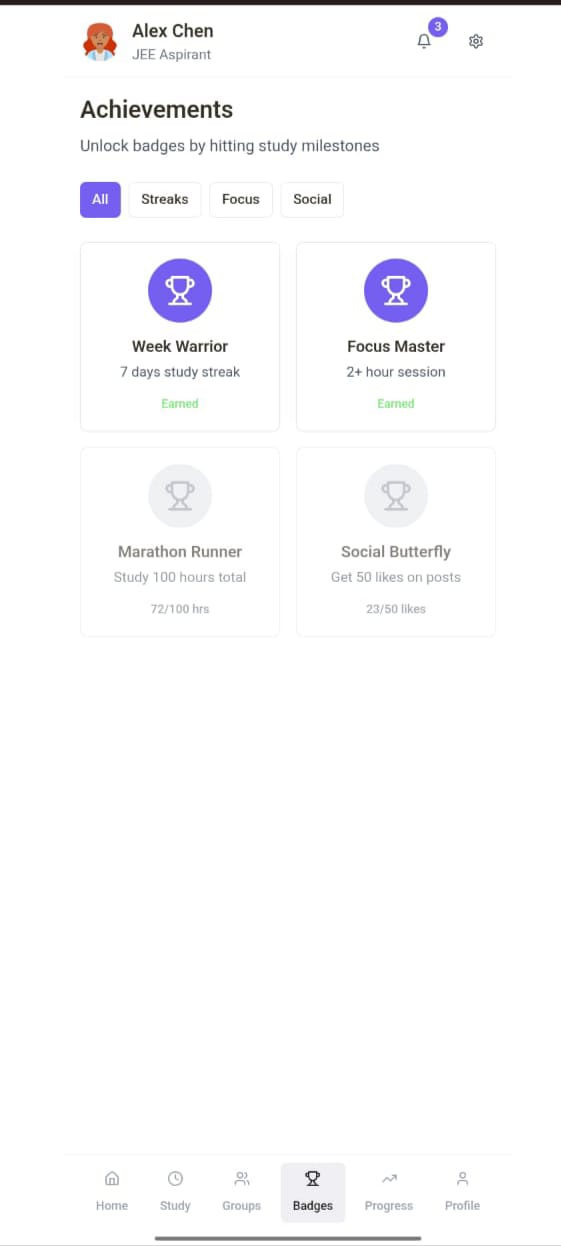 Alex Chen
3
JEE Aspirant
Achievements
Unlock badges by hitting study milestones
All Streaks Focus Social
Week Warrior Focus Master
7 days study streak 2+ hour session
Earned Earned
Marathon Runner Social Butterfly
Study 100 hours total Get 50 likes on posts
72/100 hrs 23/50 likes
Home Study Groups Badges Progress Profile